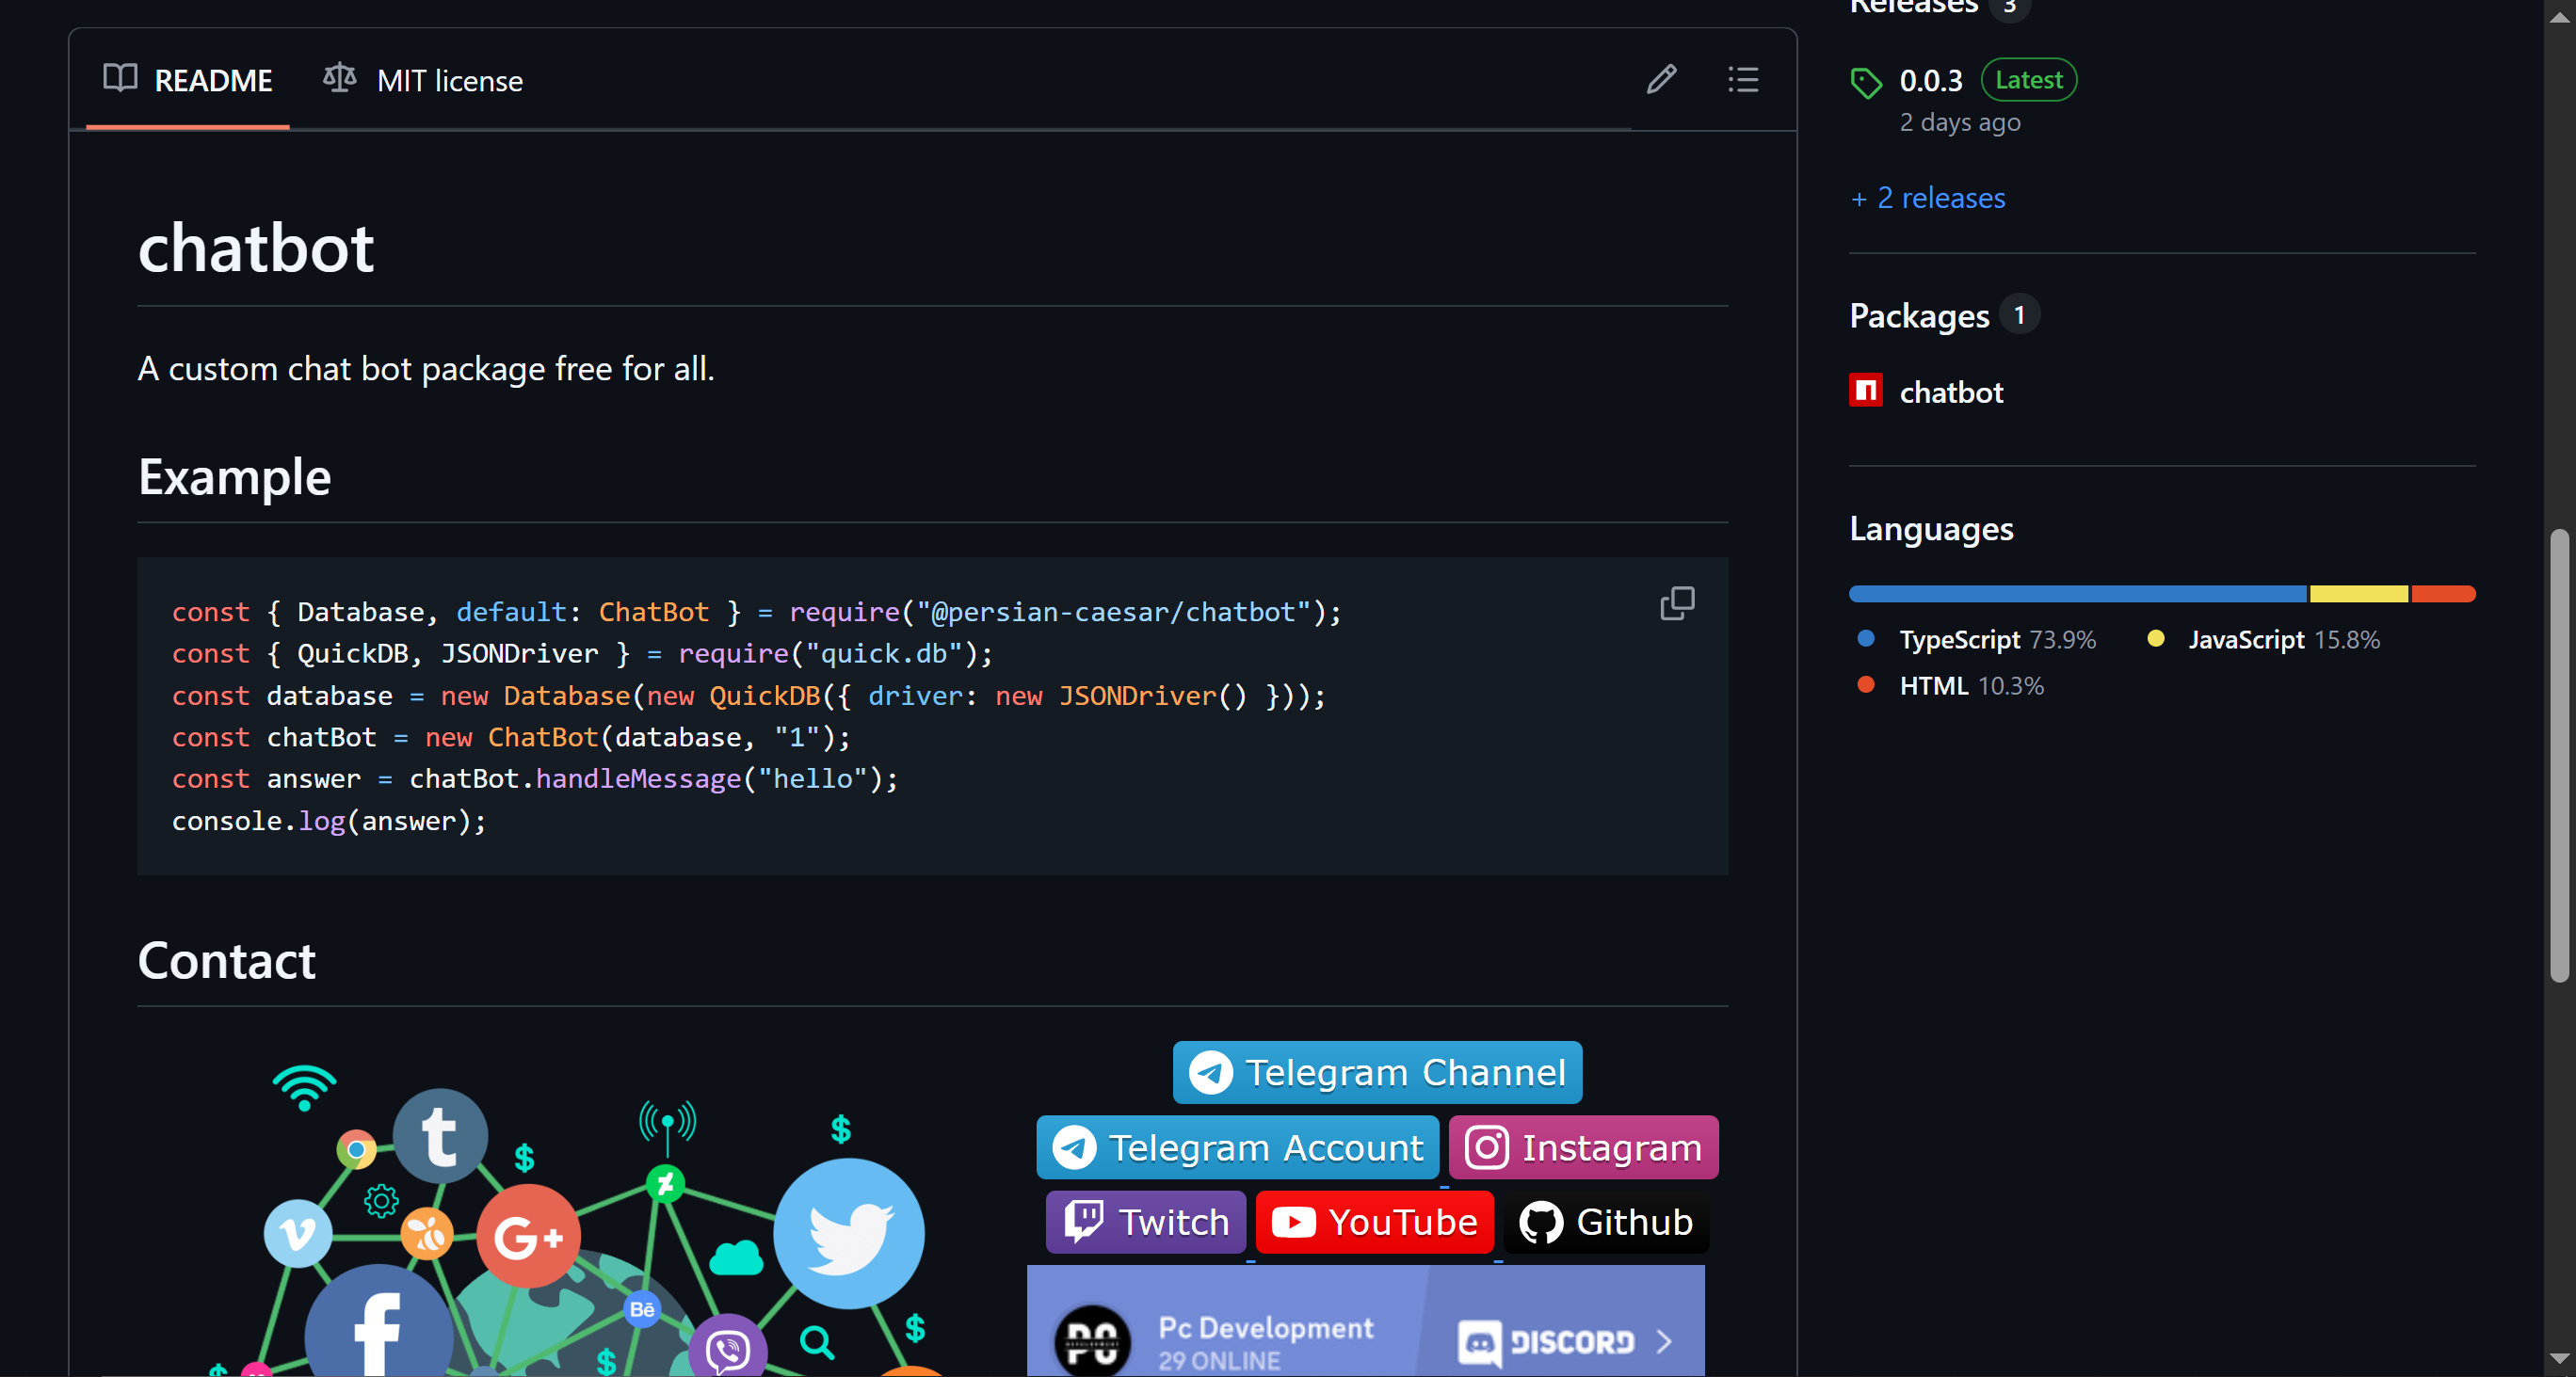 README
MIT license
chatbot
A custom chat bot package free for all.
Example
const { Database, default: ChatBot } = require("@persian-caesar/chatbot");
const { QuickDB, JSONDriver } = require("quick.db");
const database = new Database(new QuickDB({ driver: new JSONDriver() }));
const chatBot = new ChatBot(database, "1");
const answer = chatBot.handleMessage("hello");
console.log(answer);
Contact
Telegram Channel
Telegram Account
Instagram
Twitch
YouTube
Github
Pc Development
29 ONLINE
DISCORD
t
G+
Bē
f
PC
Releases 3
0.0.3 Latest
2 days ago
+ 2 releases
Packages 1
chatbot
Languages
TypeScript 73.9%
JavaScript 15.8%
HTML 10.3%